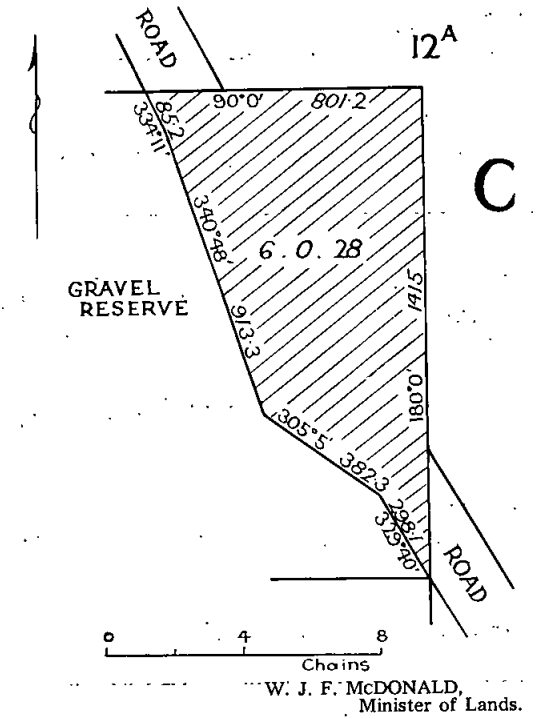 ROAD
12A
90°0' 801·2
85·2
334°11'
C
340°48'
6 . 0 . 28
GRAVEL
RESERVE
1415
913·3
180°0'
305°5' 382·3
298·1
329°40'
ROAD
0 4 8
Chains
W. J. F. McDONALD,
Minister of Lands.